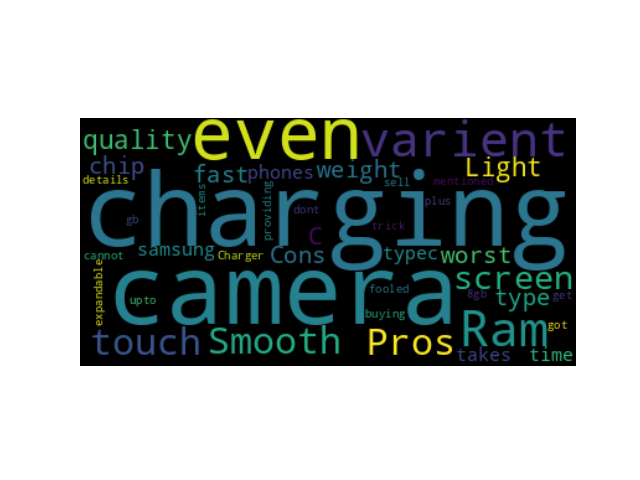 quality even varient
chip fast phones weight Light
details items sell mentioned
charging
gb providing dont plus
C trick
cannot samsung Charger Cons typec worst
expandable camera fooled screen
upto buying 8gb type get
touch Smooth Pros Ram got
takes time